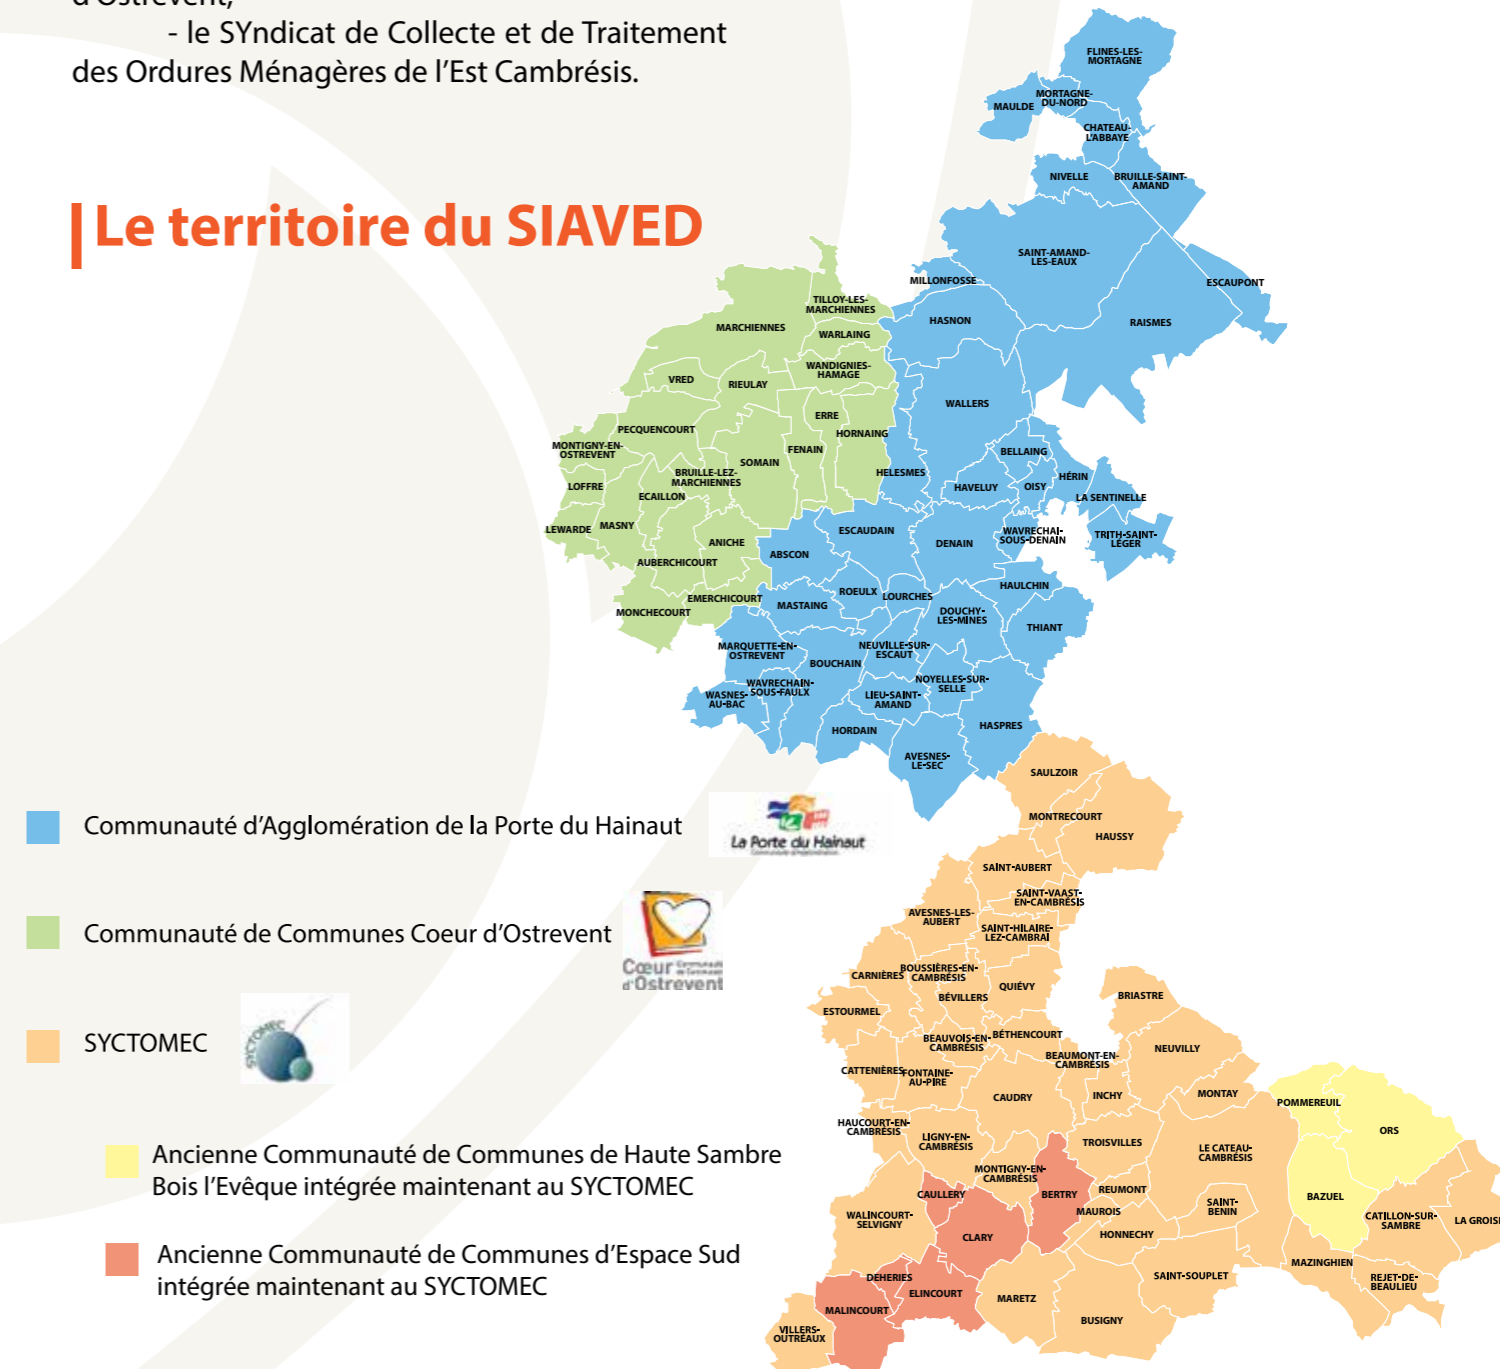 d'Ostrevent,
- le SYndicat de Collecte et de Traitement
des Ordures Ménagères de l'Est Cambrésis.
Le territoire du SIAVED
FLINES-LES-
MORTAGNE
MORTAGNE-
DU-NORD
MAULDE
CHATEAU-
L'ABBAYE
NIVELLE
BRUILLE-SAINT-
AMAND
SAINT-AMAND-
LES-EAUX
MILLONFOSSE
ESCAUPONT
HASNON
RAISMES
TILLOY-LES-
MARCHIENNES
MARCHIENNES
WARLAING
WANDIGNIES-
HAMAGE
VRED
RIEULAY
WALLERS
ERRE
PECQUENCOURT
HORNAING
MONTIGNY-EN-
OSTREVENT
FENAIN
BELLAING
SOMAIN
BRUILLE-LEZ-
MARCHIENNES
HELESMES
HÉRIN
LOFFRE
HAVELUY
OISY
ECAILLON
LA SENTINELLE
LEWARDE
MASNY
ESCAUDAIN
WAVRECHAI-
SOUS-DENAIN
TRITH-SAINT-
LÉGER
ANICHE
DENAIN
ABSCON
AUBERCHICOURT
HAULCHIN
ROEULX
LOURCHES
EMERCHICOURT
MASTAING
MONCHECOURT
DOUCHY-
LES-MINES
THIANT
MARQUETTE-EN-
OSTREVENT
NEUVILLE-SUR-
ESCAUT
BOUCHAIN
WAVRECHAIN-
SOUS-FAULX
NOYELLES-SUR-
SELLE
WASNES-
AU-BAC
LIEU-SAINT-
AMAND
HORDAIN
HASPRES
AVESNES-
LE-SEC
SAULZOIR
MONTRECOURT
HAUSSY
Communauté d'Agglomération de la Porte du Hainaut
La Porte du Hainaut
SAINT-AUBERT
SAINT-VAAST-
EN-CAMBRÉSIS
AVESNES-LES-
AUBERT
SAINT-HILAIRE-
LEZ-CAMBRAI
Communauté de Communes Coeur d'Ostrevent
Cœur
d'Ostrevent
CARNIÈRES
BOUSSIÈRES-EN-
CAMBRÉSIS
QUIÉVY
BÉVILLERS
BRIASTRE
ESTOURMEL
SYCTOMEC
SYCTOMEC
BEAUVOIS-EN-
CAMBRÉSIS
BÉTHENCOURT
BEAUMONT-EN-
CAMBRÉSIS
NEUVILLY
CATTENIÈRES
FONTAINE-
AU-PIRE
CAUDRY
INCHY
MONTAY
POMMEREUIL
ORS
HAUCOURT-EN-
CAMBRÉSIS
LIGNY-EN-
CAMBRÉSIS
TROISVILLES
LE CATEAU-
CAMBRÉSIS
Ancienne Communauté de Communes de Haute Sambre
Bois l'Evêque intégrée maintenant au SYCTOMEC
MONTIGNY-EN-
CAMBRÉSIS
CAULLERY
BERTRY
REUMONT
BAZUEL
MAUROIS
SAINT-
BENIN
WALINCOURT-
SELVIGNY
CATILLON-SUR-
SAMBRE
LA GROISE
CLARY
HONNECHY
Ancienne Communauté de Communes d'Espace Sud
intégrée maintenant au SYCTOMEC
MAZINGHIEN
DEHERIES
SAINT-SOUPLET
REJET-DE-
BEAULIEU
ELINCOURT
MARETZ
MALINCOURT
BUSIGNY
VILLERS-
OUTRÉAUX